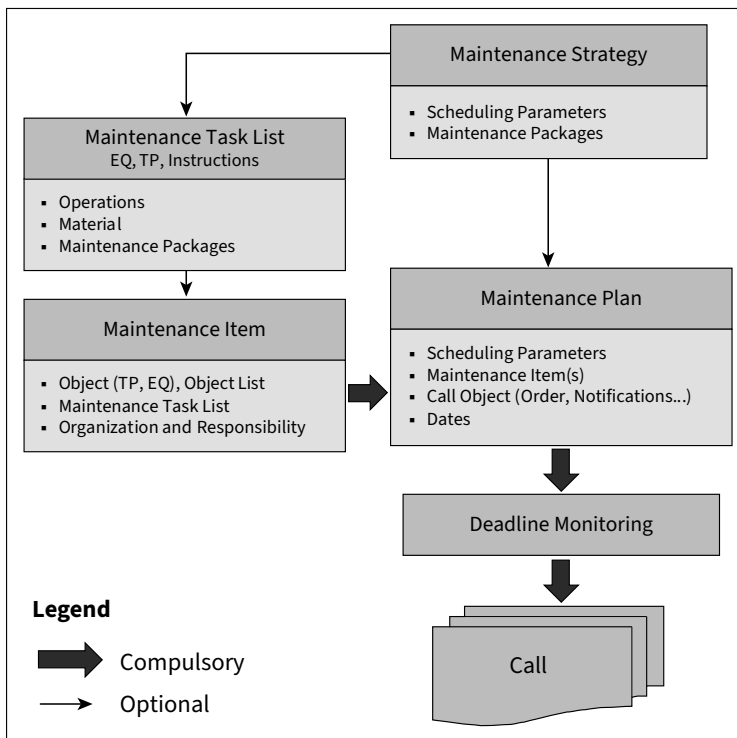 Maintenance Strategy
▪ Scheduling Parameters
▪ Maintenance Packages
Maintenance Task List
EQ, TP, Instructions
▪ Operations
▪ Material
▪ Maintenance Packages
Maintenance Item
▪ Object (TP, EQ), Object List
▪ Maintenance Task List
▪ Organization and Responsibility
Maintenance Plan
▪ Scheduling Parameters
▪ Maintenance Item(s)
▪ Call Object (Order, Notifications...)
▪ Dates
Deadline Monitoring
Call
Legend
Compulsory
Optional